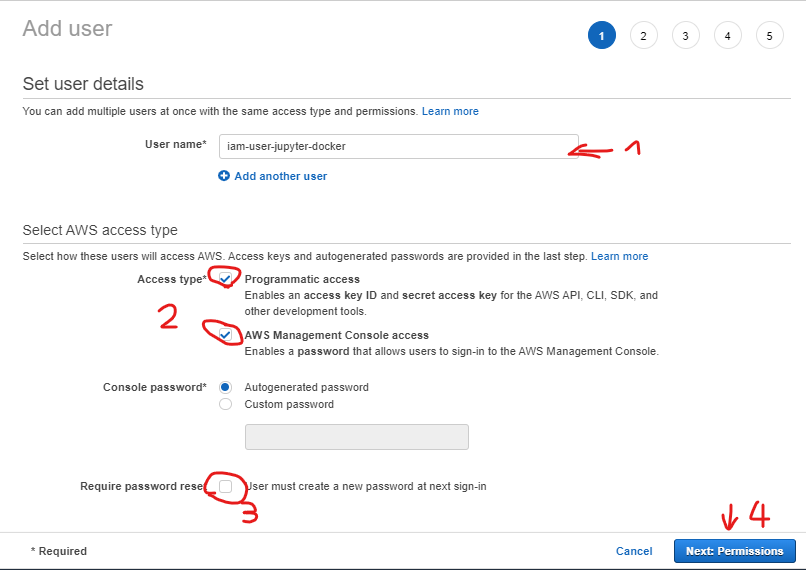 Add user
1 2 3 4 5
Set user details
You can add multiple users at once with the same access type and permissions. Learn more
User name* iam-user-jupyter-docker
1
Add another user
Select AWS access type
Select how these users will access AWS. Access keys and autogenerated passwords are provided in the last step. Learn more
Access type* Programmatic access
Enables an access key ID and secret access key for the AWS API, CLI, SDK, and
other development tools.
2
AWS Management Console access
Enables a password that allows users to sign-in to the AWS Management Console.
Console password* Autogenerated password
Custom password
Require password rese User must create a new password at next sign-in
3
4
* Required Cancel Next: Permissions